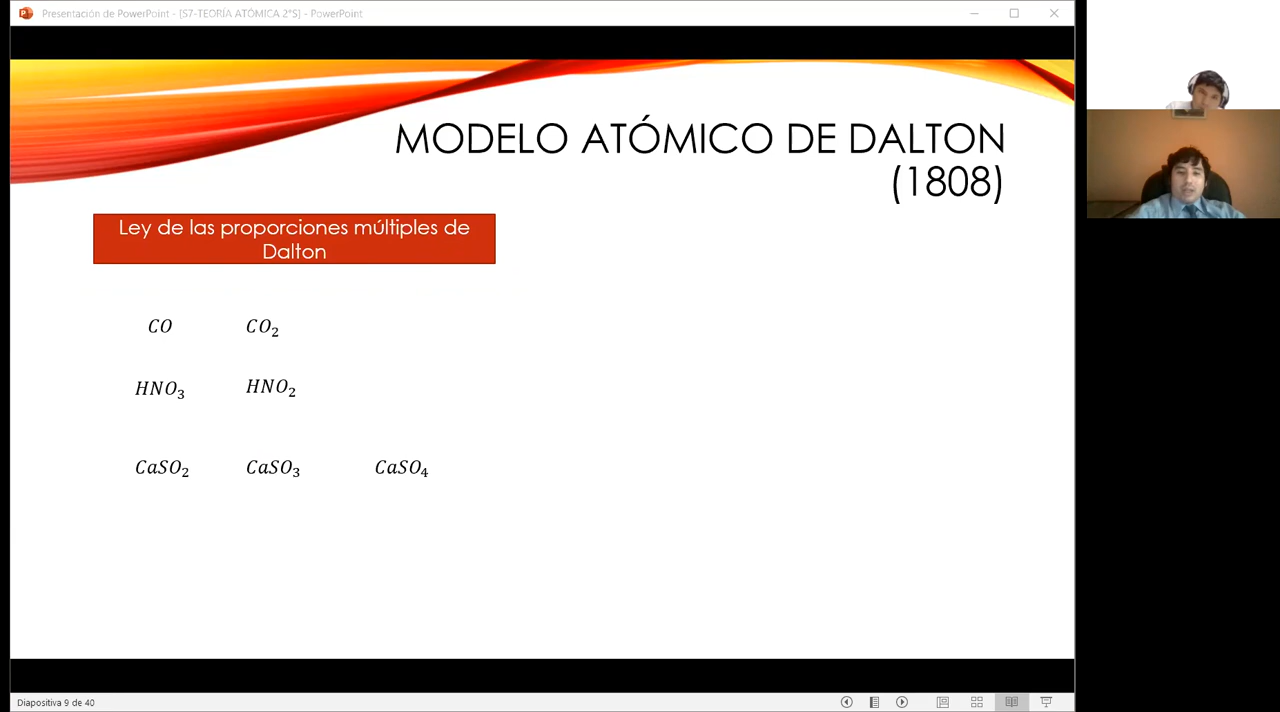 Presentación de PowerPoint - [S7-TEORÍA ATÓMICA 2°S] - PowerPoint
MODELO ATÓMICO DE DALTON
(1808)
Ley de las proporciones múltiples de
Dalton
CO CO₂
HNO₃ HNO₂
CaSO₂ CaSO₃ CaSO₄
Diapositiva 9 de 40